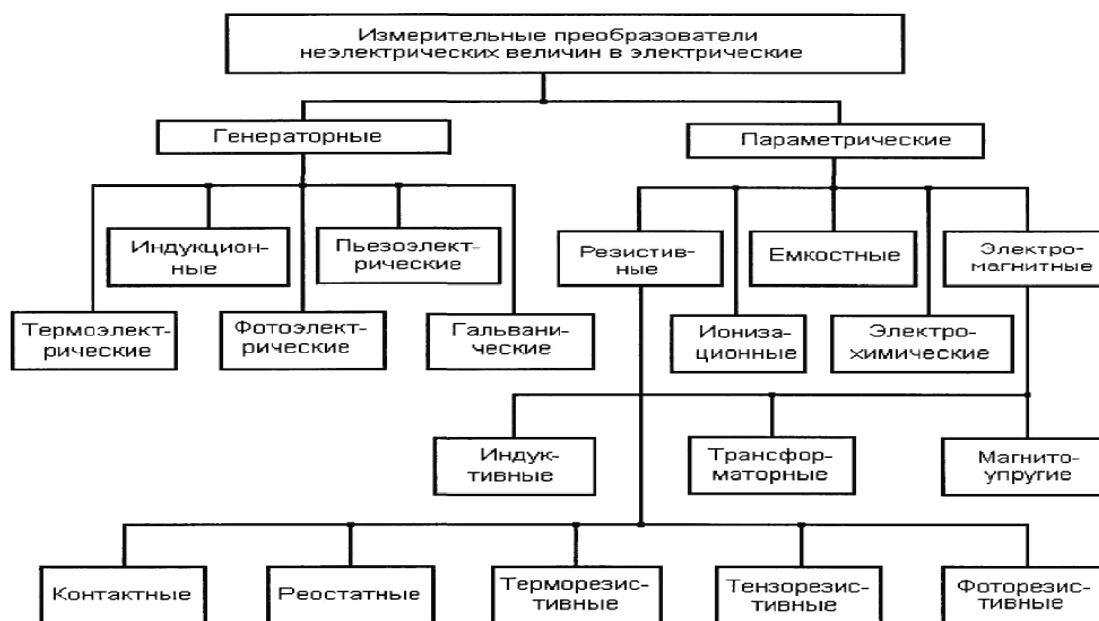 Измерительные преобразователи
неэлектрических величин в электрические
Генераторные
Параметрические
Индукцион-
ные
Пьезоэлект-
рические
Резистив-
ные
Емкостные
Электро-
магнитные
Термоэлект-
рические
Фотоэлект-
рические
Гальвани-
ческие
Иониза-
ционные
Электро-
химические
Индук-
тивные
Трансфор-
маторные
Магнито-
упругие
Контактные
Реостатные
Терморезис-
тивные
Тензорезис-
тивные
Фоторезис-
тивные